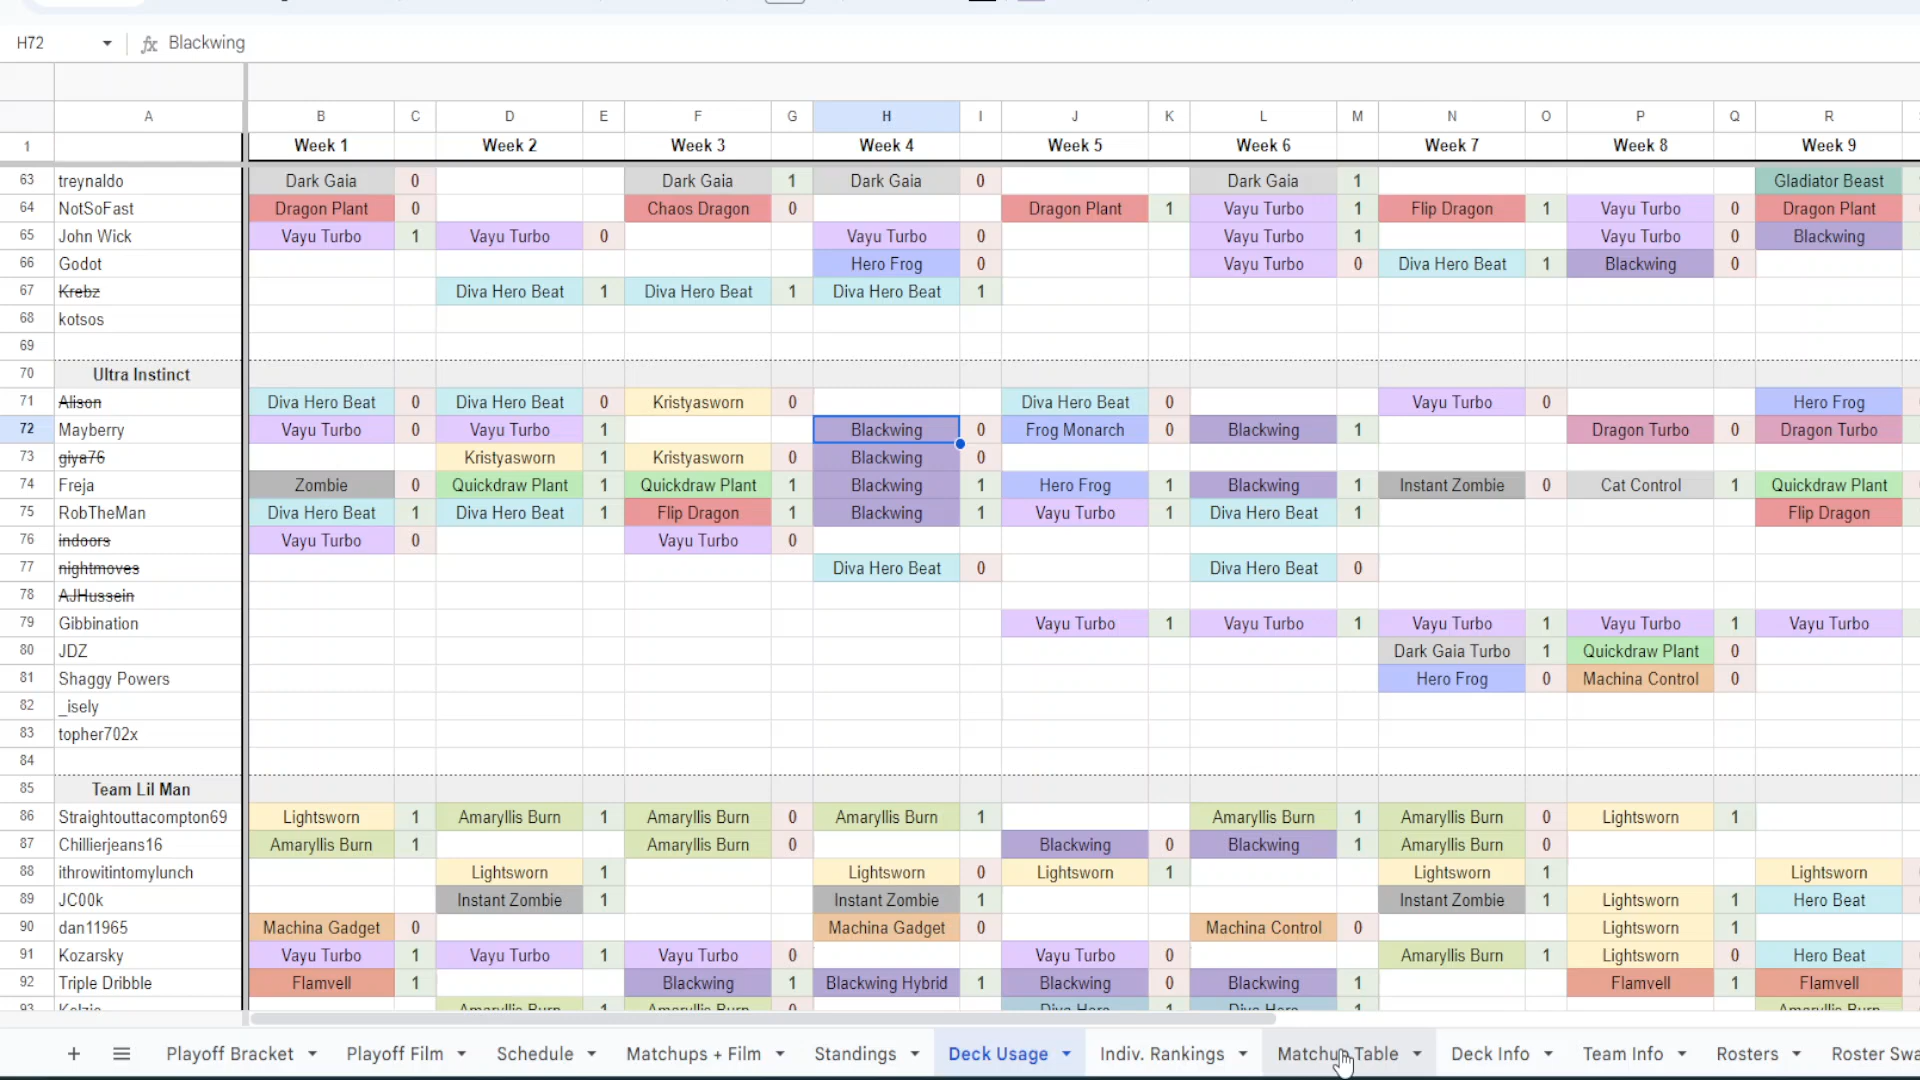 H72 fx Blackwing
A B C D E F G H I J K L M N O P Q R
1 Week 1 Week 2 Week 3 Week 4 Week 5 Week 6 Week 7 Week 8 Week 9
63 treynaldo Dark Gaia 0 Dark Gaia 1 Dark Gaia 0 Dark Gaia 1 Gladiator Beast
64 NotSoFast Dragon Plant 0 Chaos Dragon 0 Dragon Plant 1 Vayu Turbo 1 Flip Dragon 1 Vayu Turbo 0 Dragon Plant
65 John Wick Vayu Turbo 1 Vayu Turbo 0 Vayu Turbo 0 Vayu Turbo 1 Vayu Turbo 0 Blackwing
66 Godot Hero Frog 0 Vayu Turbo 0 Diva Hero Beat 1 Blackwing 0
67 Krebz Diva Hero Beat 1 Diva Hero Beat 1 Diva Hero Beat 1
68 kotsos
69
70 Ultra Instinct
71 Alison Diva Hero Beat 0 Diva Hero Beat 0 Kristyasworn 0 Diva Hero Beat 0 Vayu Turbo 0 Hero Frog
72 Mayberry Vayu Turbo 0 Vayu Turbo 1 Blackwing 0 Frog Monarch 0 Blackwing 1 Dragon Turbo 0 Dragon Turbo
73 giya76 Kristyasworn 1 Kristyasworn 0 Blackwing 0
74 Freja Zombie 0 Quickdraw Plant 1 Quickdraw Plant 1 Blackwing 1 Hero Frog 1 Blackwing 1 Instant Zombie 0 Cat Control 1 Quickdraw Plant
75 RobTheMan Diva Hero Beat 1 Diva Hero Beat 1 Flip Dragon 1 Blackwing 1 Vayu Turbo 1 Diva Hero Beat 1 Flip Dragon
76 indoors Vayu Turbo 0 Vayu Turbo 0
77 nightmoves Diva Hero Beat 0 Diva Hero Beat 0
78 AJHussein
79 Gibbination Vayu Turbo 1 Vayu Turbo 1 Vayu Turbo 1 Vayu Turbo 1 Vayu Turbo
80 JDZ Dark Gaia Turbo 1 Quickdraw Plant 0
81 Shaggy Powers Hero Frog 0 Machina Control 0
82 _isely
83 topher702x
84
85 Team Lil Man
86 Straightouttacompton69 Lightsworn 1 Amaryllis Burn 1 Amaryllis Burn 0 Amaryllis Burn 1 Amaryllis Burn 1 Amaryllis Burn 0 Lightsworn 1
87 Chillierjeans16 Amaryllis Burn 1 Amaryllis Burn 0 Blackwing 0 Blackwing 1 Amaryllis Burn 0
88 ithrowitintomylunch Lightsworn 1 Lightsworn 0 Lightsworn 1 Lightsworn 1 Lightsworn
89 JC00k Instant Zombie 1 Instant Zombie 1 Instant Zombie 1 Lightsworn 1 Hero Beat
90 dan11965 Machina Gadget 0 Machina Gadget 0 Machina Control 0 Lightsworn 1
91 Kozarsky Vayu Turbo 1 Vayu Turbo 1 Vayu Turbo 0 Vayu Turbo 0 Amaryllis Burn 1 Lightsworn 0 Hero Beat
92 Triple Dribble Flamvell 1 Blackwing 1 Blackwing Hybrid 1 Blackwing 0 Blackwing 1 Flamvell 1 Flamvell
93 Amaryllis Burn 1 Amaryllis Burn 0 Diva Hero 1 Diva Hero 1 Amaryllis Burn
+ Playoff Bracket Playoff Film Schedule Matchups + Film Standings Deck Usage Indiv. Rankings Matchup Table Deck Info Team Info Rosters Roster Swa